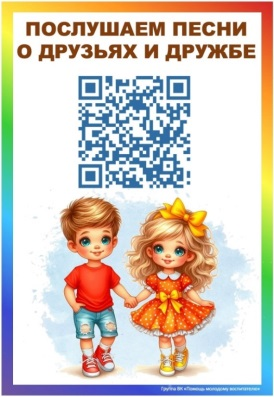 ПОСЛУШАЕМ ПЕСНИ
О ДРУЗЬЯХ И ДРУЖБЕ
Группа ВК «Помощь молодому воспитателю»